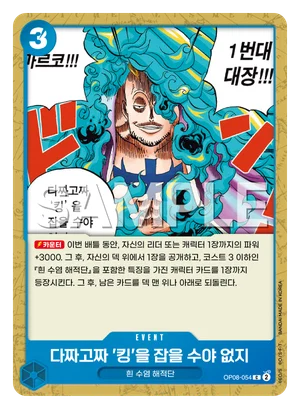 3
마르코!!!
1번대
대장!!!
다짜고짜
'킹'을
잡을 수야
SAMPLE
카운터 이번 배틀 동안, 자신의 리더 또는 캐릭터 1장까지의 파워
+3000. 그 후, 자신의 덱 위에서 1장을 공개하고, 코스트 3 이하인
『흰 수염 해적단』을 포함한 특징을 가진 캐릭터 카드를 1장까지
등장시킨다. 그 후, 남은 카드를 덱 맨 위나 아래로 되돌린다.
EVENT
다짜고짜 '킹'을 잡을 수야 없지
흰 수염 해적단
OP08-054 C
2